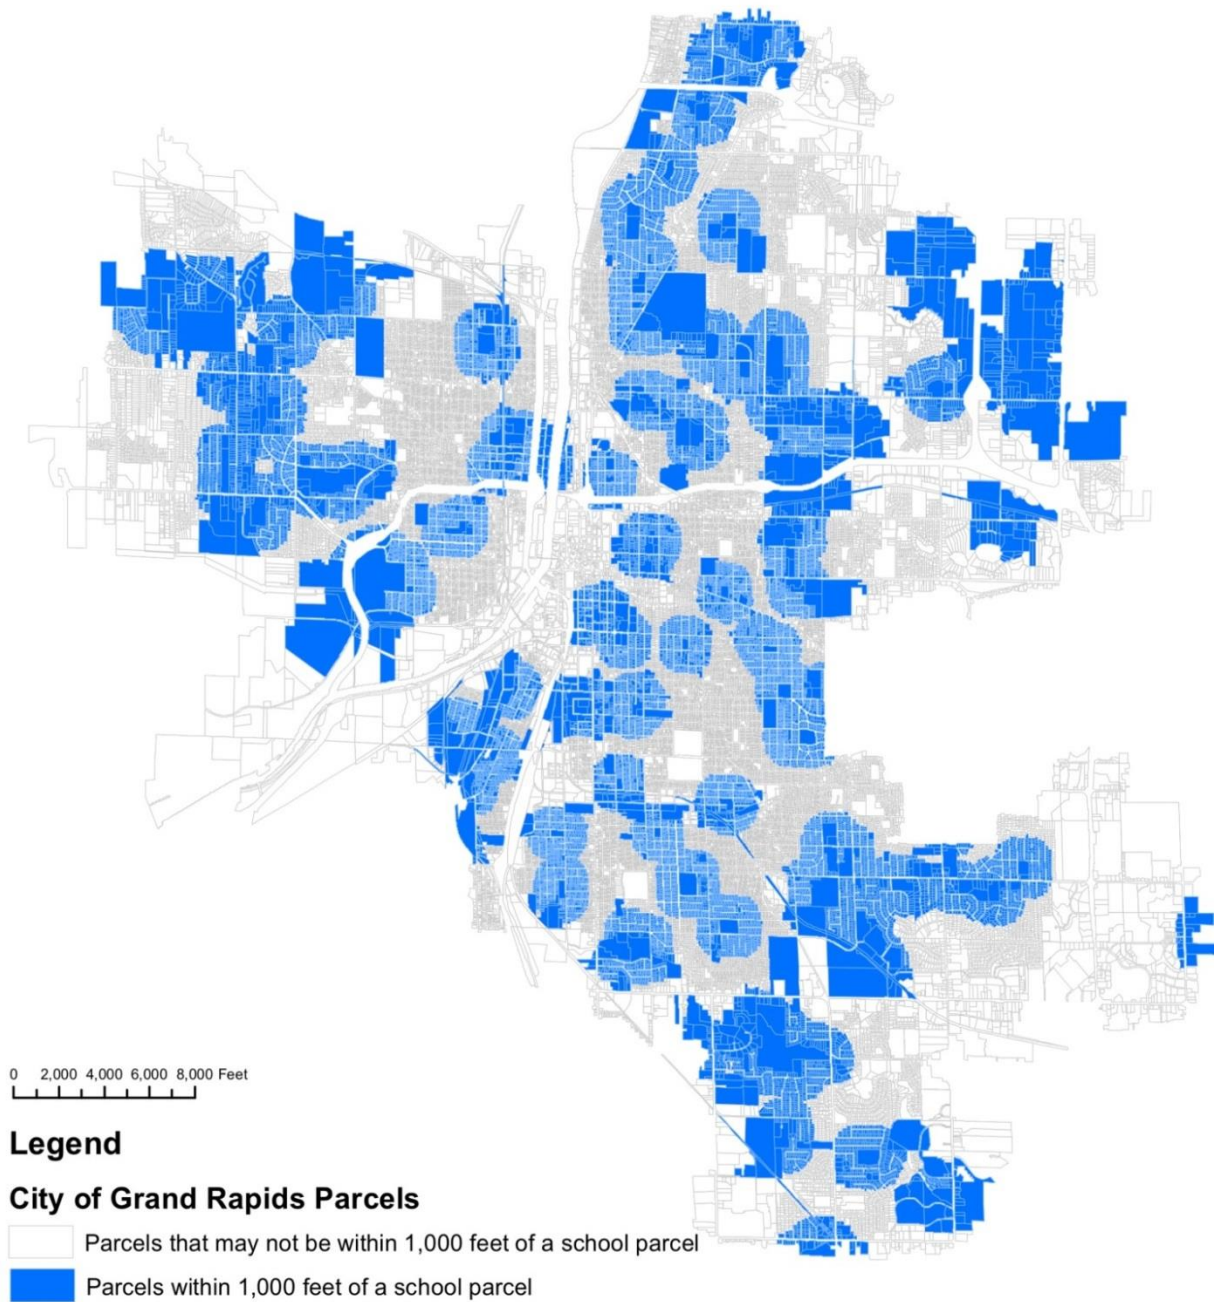 0 2,000 4,000 6,000 8,000 Feet
Legend
City of Grand Rapids Parcels
Parcels that may not be within 1,000 feet of a school parcel
Parcels within 1,000 feet of a school parcel